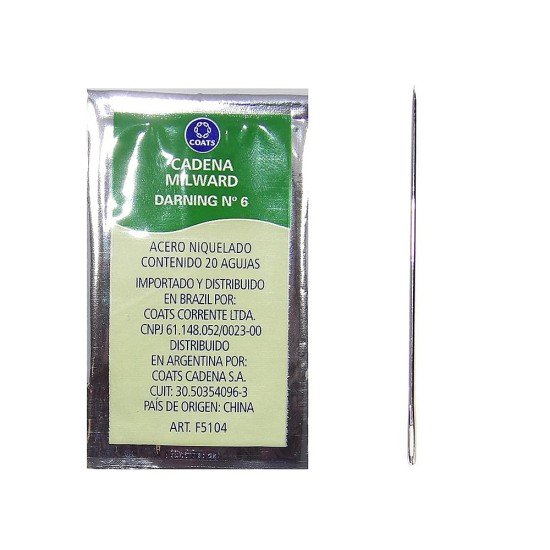 COATS
CADENA
MILWARD
DARNING Nº 6
ACERO NIQUELADO
CONTENIDO 20 AGUJAS
IMPORTADO Y DISTRIBUIDO
EN BRAZIL POR:
COATS CORRENTE LTDA.
CNPJ 61.148.052/0023-00
DISTRIBUIDO
EN ARGENTINA POR:
COATS CADENA S.A.
CUIT: 30.50354096-3
PAÍS DE ORIGEN: CHINA
ART. F5104